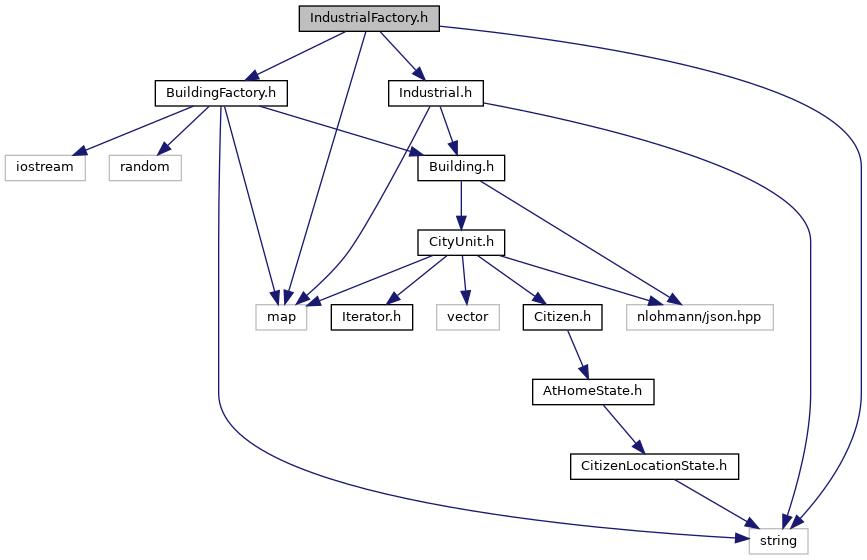 IndustrialFactory.h
BuildingFactory.h
Industrial.h
iostream
random
Building.h
CityUnit.h
map
Iterator.h
vector
Citizen.h
nlohmann/json.hpp
AtHomeState.h
CitizenLocationState.h
string